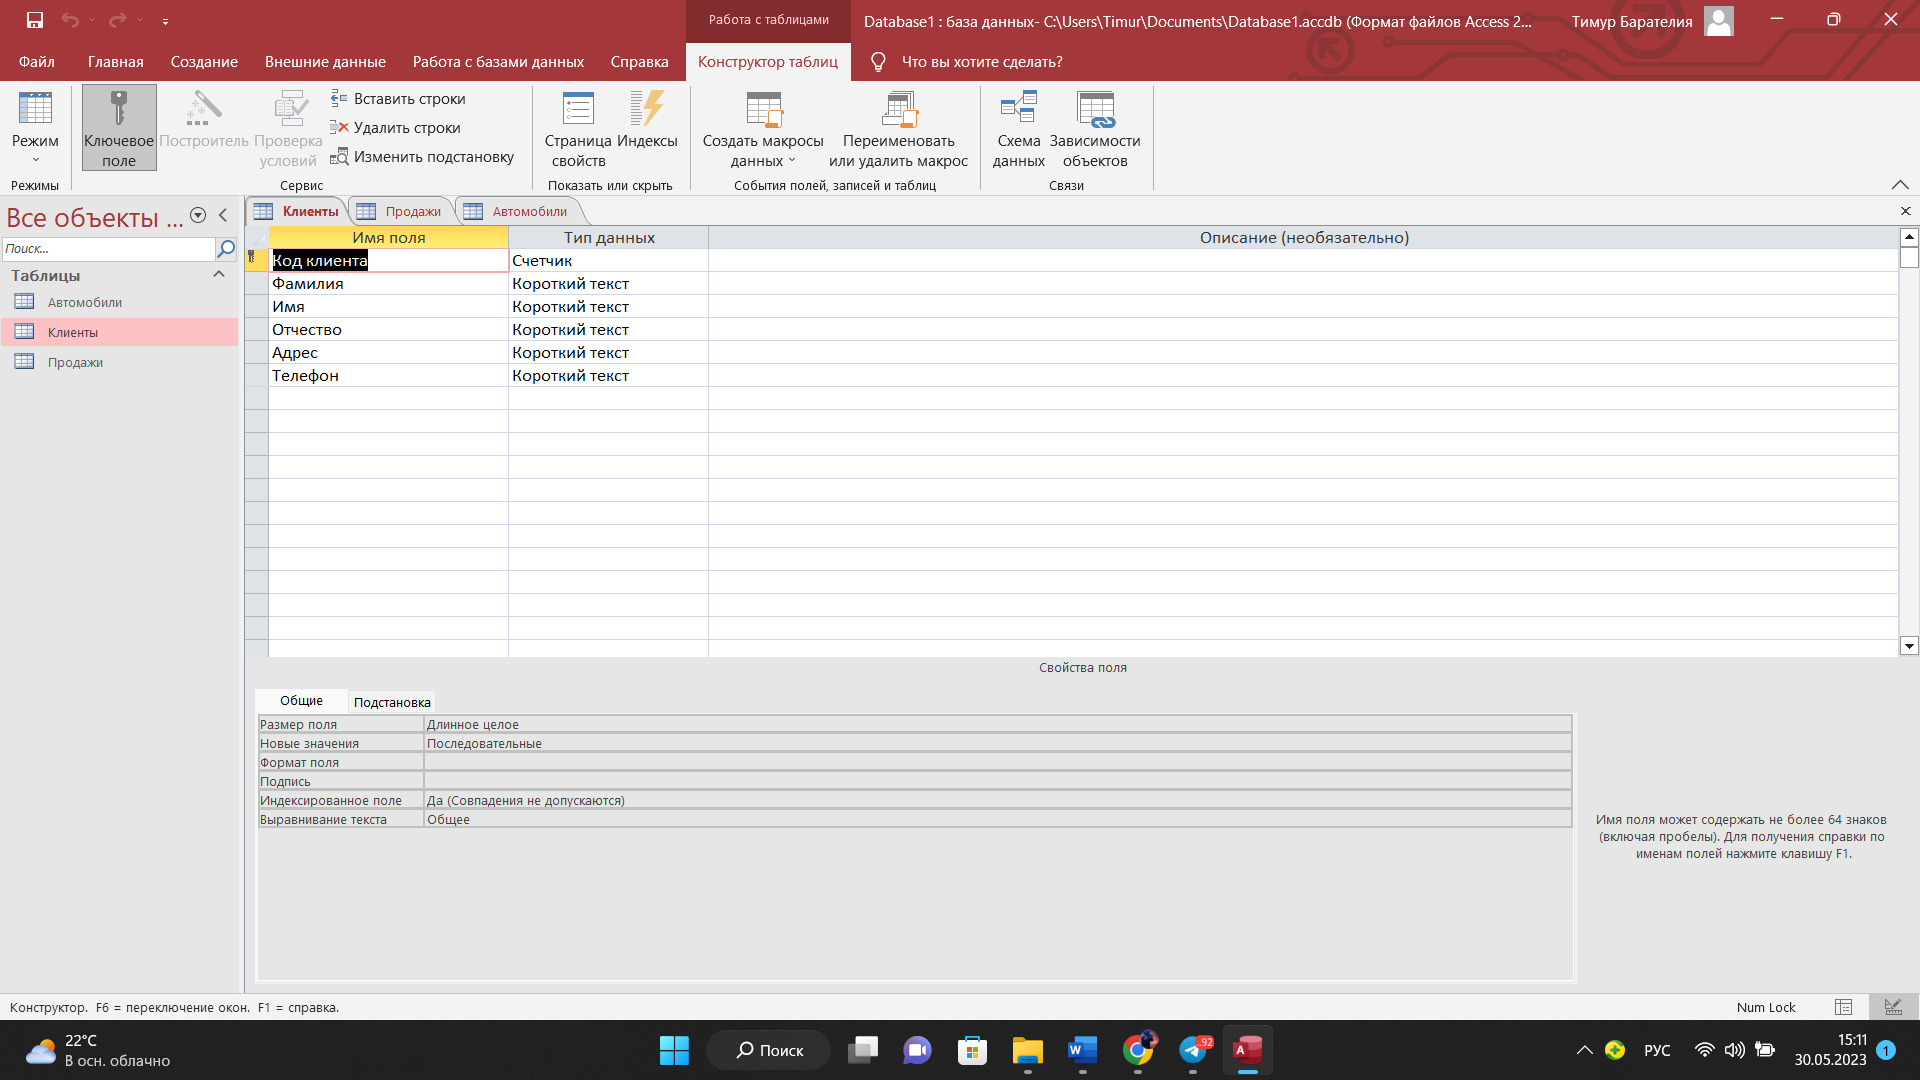 Работа с таблицами
Database1 : база данных- C:\Users\Timur\Documents\Database1.accdb (Формат файлов Access 2...
Тимур Барателия
Файл
Главная
Создание
Внешние данные
Работа с базами данных
Справка
Конструктор таблиц
Что вы хотите сделать?
Режим
Ключевое поле
Построитель
Проверка условий
Вставить строки
Удалить строки
Изменить подстановку
Страница свойств
Индексы
Создать макросы данных
Переименовать или удалить макрос
Схема данных
Зависимости объектов
Режимы
Сервис
Показать или скрыть
События полей, записей и таблиц
Связи
Все объекты ...
Поиск...
Таблицы
Автомобили
Клиенты
Продажи
Клиенты
Продажи
Автомобили
Имя поля
Тип данных
Описание (необязательно)
Код клиента
Счетчик
Фамилия
Короткий текст
Имя
Короткий текст
Отчество
Короткий текст
Адрес
Короткий текст
Телефон
Короткий текст
Свойства поля
Общие
Подстановка
Размер поля
Длинное целое
Новые значения
Последовательные
Формат поля
Подпись
Индексированное поле
Да (Совпадения не допускаются)
Выравнивание текста
Общее
Имя поля может содержать не более 64 знаков
(включая пробелы). Для получения справки по
именам полей нажмите клавишу F1.
Конструктор. F6 = переключение окон. F1 = справка.
Num Lock
22°C
В осн. облачно
Поиск
W
..92
A
РУС
15:11
30.05.2023
1